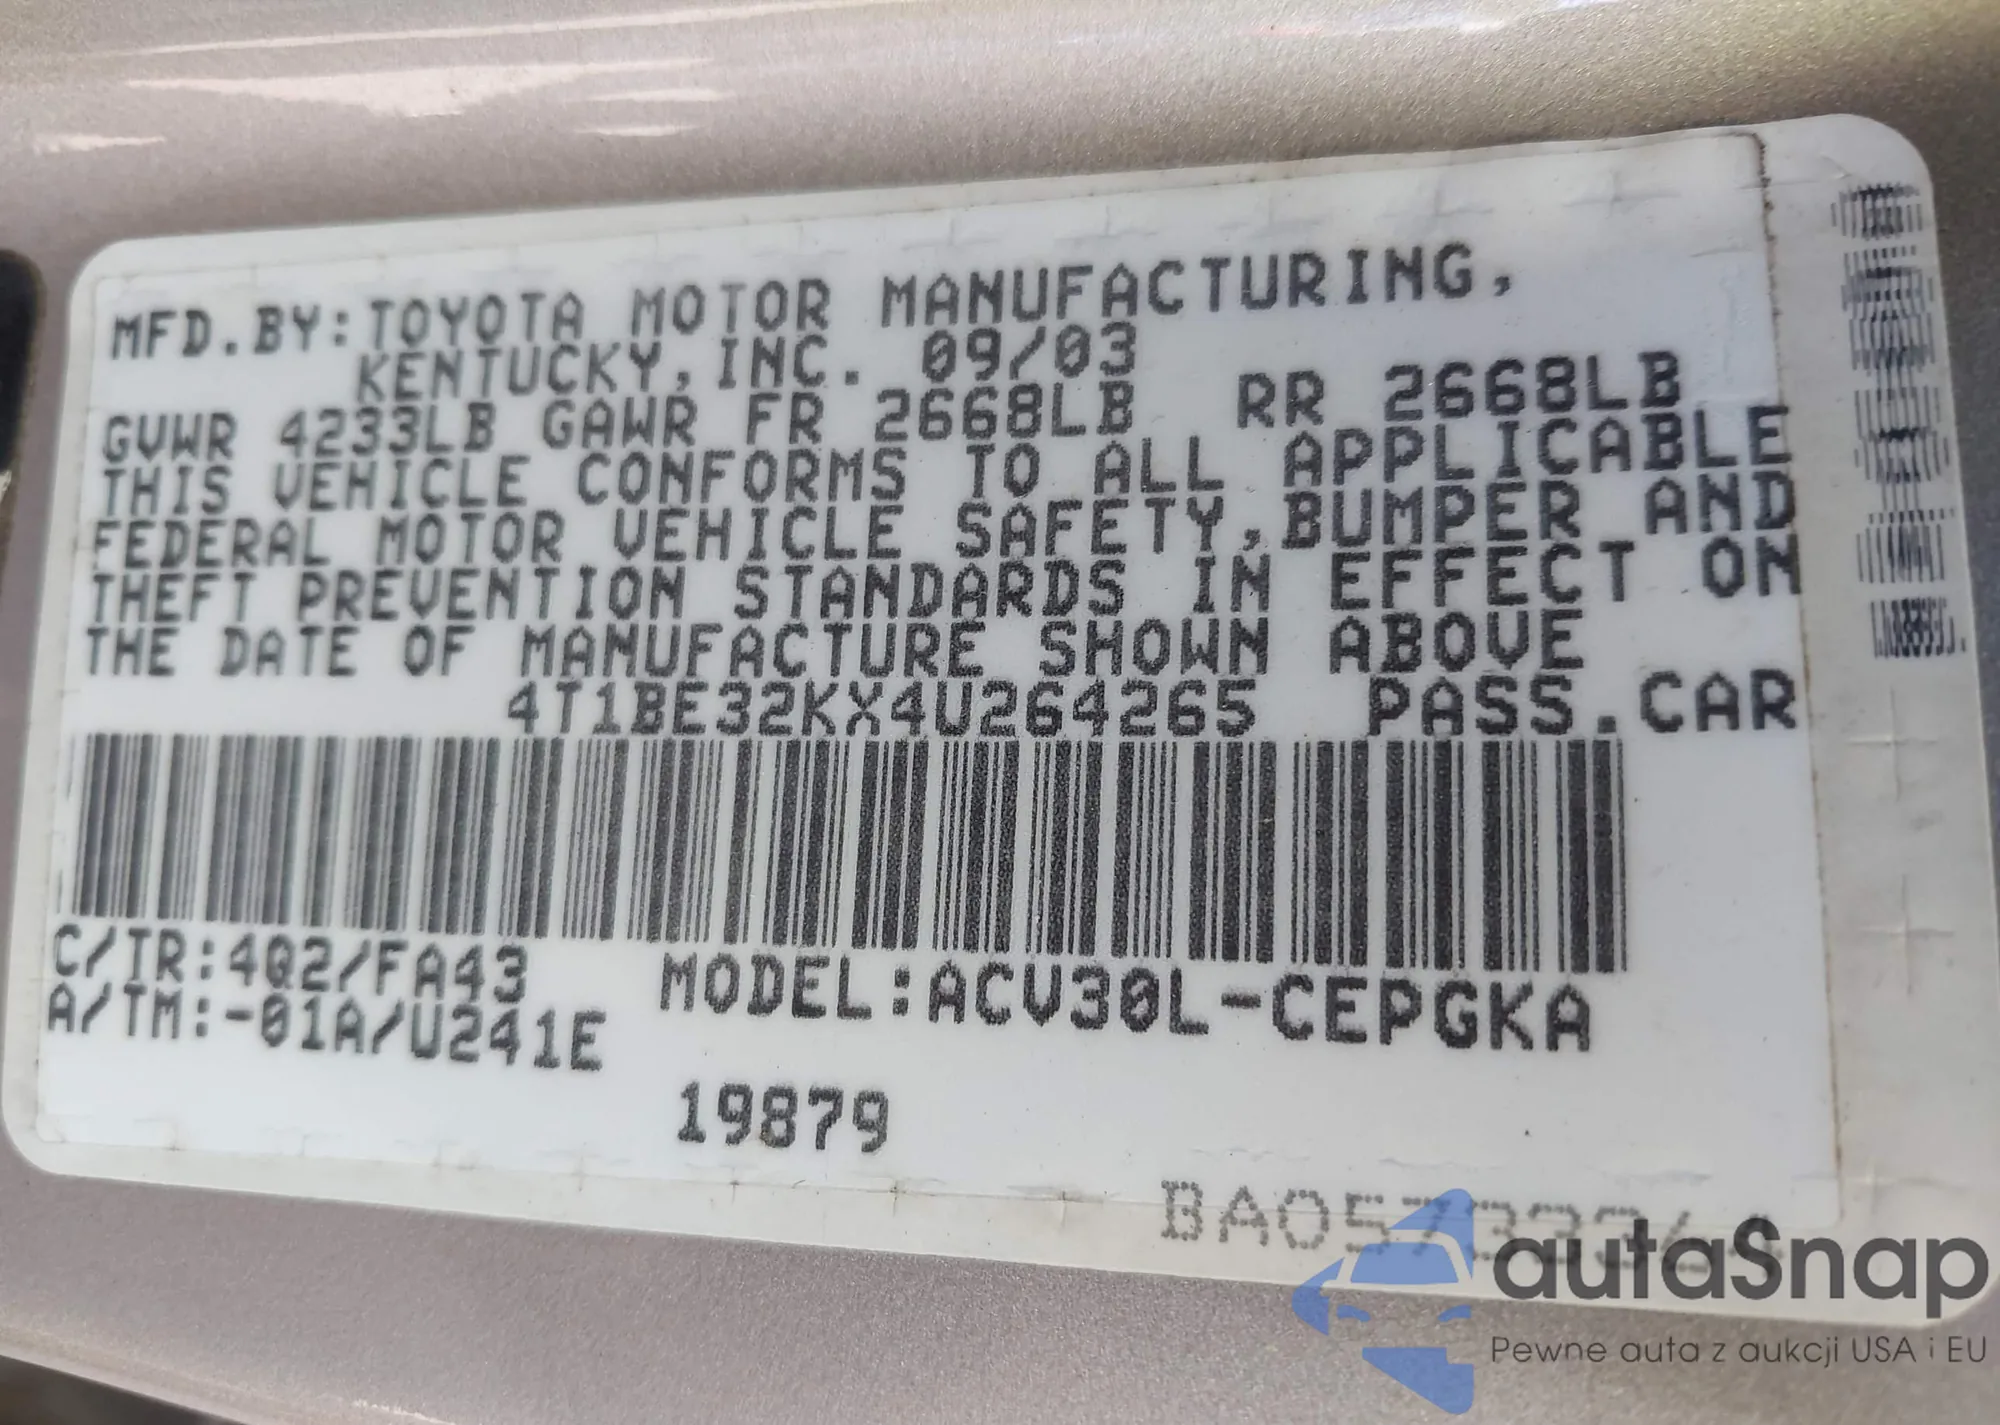 MFD.BY:TOYOTA MOTOR MANUFACTURING,
KENTUCKY,INC. 09/03
GVWR 4233LB GAWR FR 2668LB RR 2668LB
THIS VEHICLE CONFORMS TO ALL APPLICABLE
FEDERAL MOTOR VEHICLE SAFETY,BUMPER AND
THEFT PREVENTION STANDARDS IN EFFECT ON
THE DATE OF MANUFACTURE SHOWN ABOVE
4T1BE32KX4U264265 PASS.CAR
C/TR:4Q2/FA43 MODEL:ACV30L-CEPGKA
A/TM:-01A/U241E
19879
autaSnap
Pewne auta z aukcji USA i EU